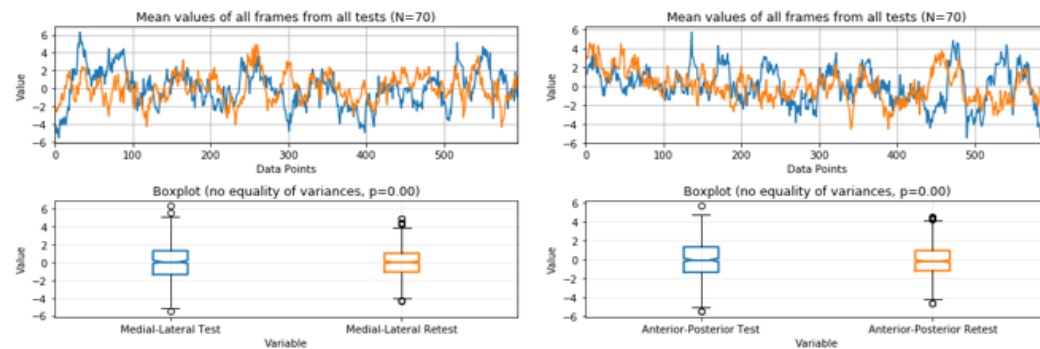 Mean values of all frames from all tests (N=70)
Value
6
4
2
0
−2
−4
−6
0 100 200 300 400 500
Data Points
Mean values of all frames from all tests (N=70)
Value
6
4
2
0
−2
−4
−6
0 100 200 300 400 500
Data Points
Boxplot (no equality of variances, p=0.00)
Value
6
4
2
0
−2
−4
−6
Medial-Lateral Test Medial-Lateral Retest
Variable
Boxplot (no equality of variances, p=0.00)
Value
6
4
2
0
−2
−4
−6
Anterior-Posterior Test Anterior-Posterior Retest
Variable